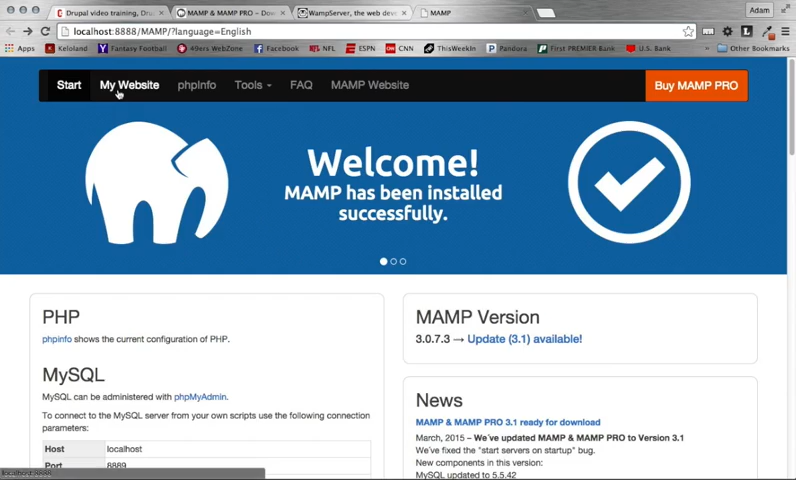 Adam
Drupal video training, Dru
MAMP & MAMP PRO – Dow
WampServer, the web dev
MAMP
localhost:8888/MAMP/?language=English
Apps
Keloland
Fantasy Football
49ers WebZone
Facebook
NFL
ESPN
CNN
ThisWeekIn
Pandora
First PREMIER Bank
U.S. Bank
»
Other Bookmarks
Start
My Website
phpInfo
Tools
FAQ
MAMP Website
Buy MAMP PRO
Welcome!
MAMP has been installed
successfully.
PHP
phpinfo shows the current configuration of PHP.
MySQL
MySQL can be administered with phpMyAdmin.
To connect to the MySQL server from your own scripts use the following connection
parameters:
Host localhost
Port 8889
MAMP Version
3.0.7.3 → Update (3.1) available!
News
MAMP & MAMP PRO 3.1 ready for download
March, 2015 – We´ve updated MAMP & MAMP PRO to Version 3.1
We´ve fixed the "start servers on startup" bug.
New components in this version:
MySQL updated to 5.5.42
localhost:8888